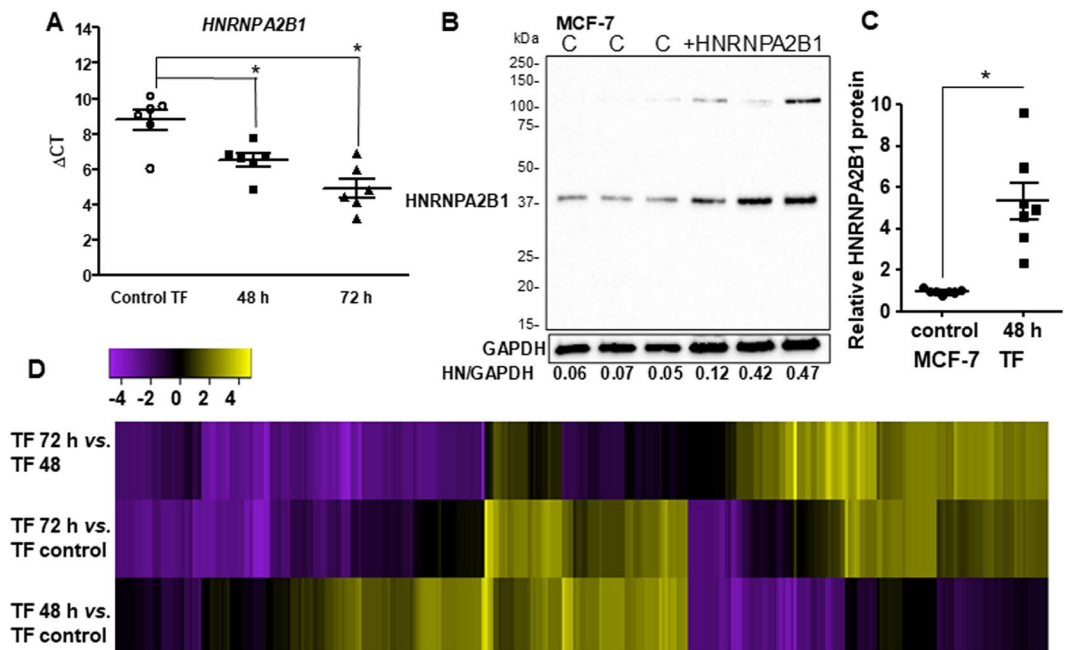 A
HNRNPA2B1
14
12
10
8
6
4
2
0
ΔCT
*
*
Control TF
48 h
72 h
B
MCF-7
kDa
C C C +HNRNPA2B1
250-
150-
100-
75-
50-
HNRNPA2B1 37-
25-
20-
15-
GAPDH
HN/GAPDH 0.06 0.07 0.05 0.12 0.42 0.47
C
*
Relative HNRNPA2B1 protein
10
8
6
4
2
0
control 48 h
MCF-7 TF
D
-4 -2 0 2 4
TF 72 h vs.
TF 48
TF 72 h vs.
TF control
TF 48 h vs.
TF control